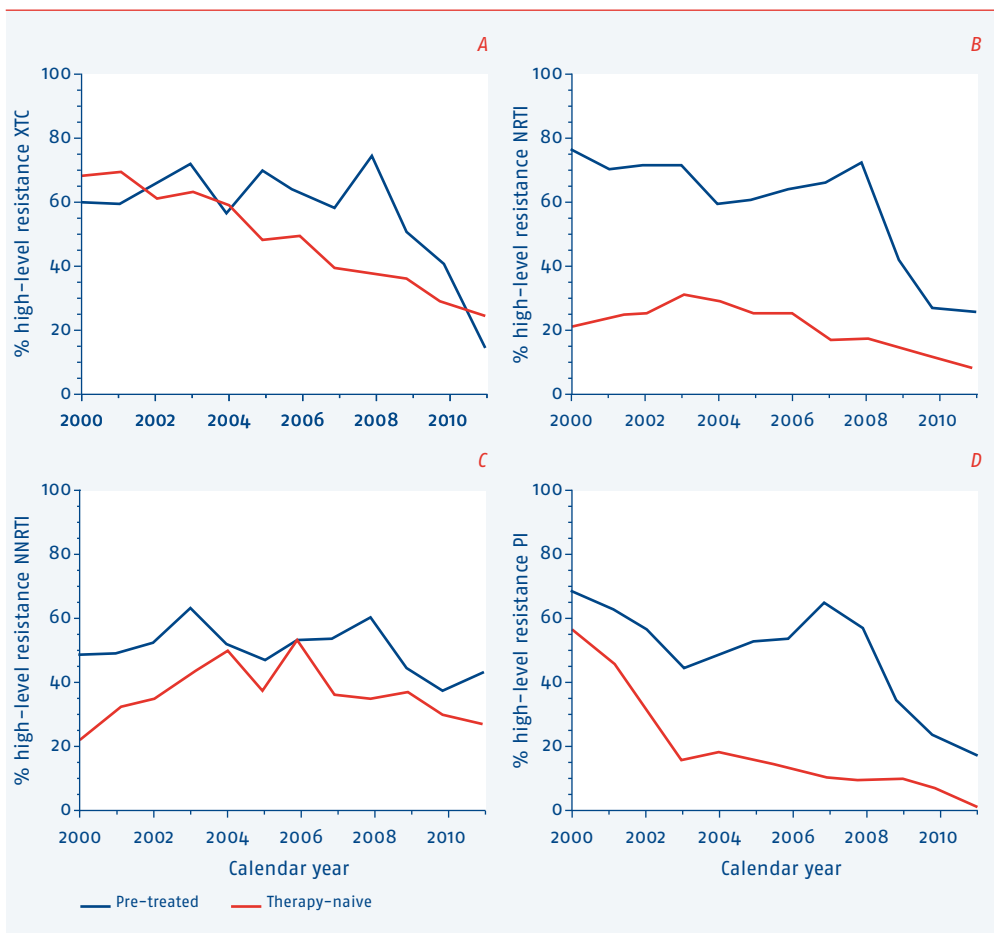 A
% high-level resistance XTC
100
80
60
40
20
0
2000 2002 2004 2006 2008 2010
B
% high-level resistance NRTI
100
80
60
40
20
0
2000 2002 2004 2006 2008 2010
C
% high-level resistance NNRTI
100
80
60
40
20
0
2000 2002 2004 2006 2008 2010
Calendar year
D
% high-level resistance PI
100
80
60
40
20
0
2000 2002 2004 2006 2008 2010
Calendar year
Pre-treated Therapy-naive